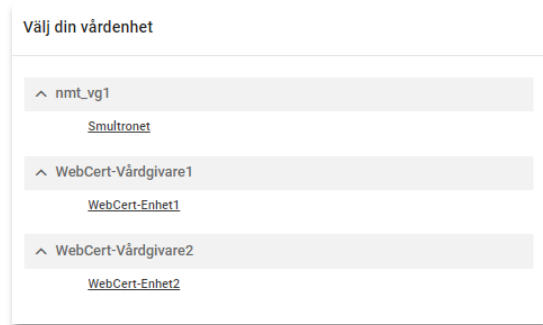 Välj din vårdenhet
nmt_vg1
Smultronet
WebCert-Vårdgivare1
WebCert-Enhet1
WebCert-Vårdgivare2
WebCert-Enhet2